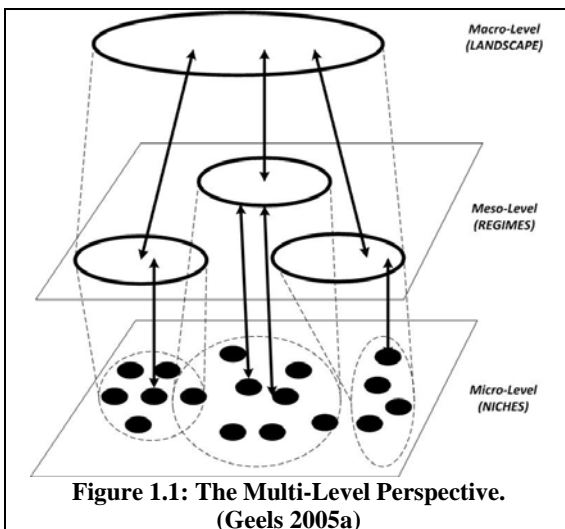 Macro-Level
(LANDSCAPE)
Meso-Level
(REGIMES)
Micro-Level
(NICHES)
Figure 1.1: The Multi-Level Perspective.
(Geels 2005a)